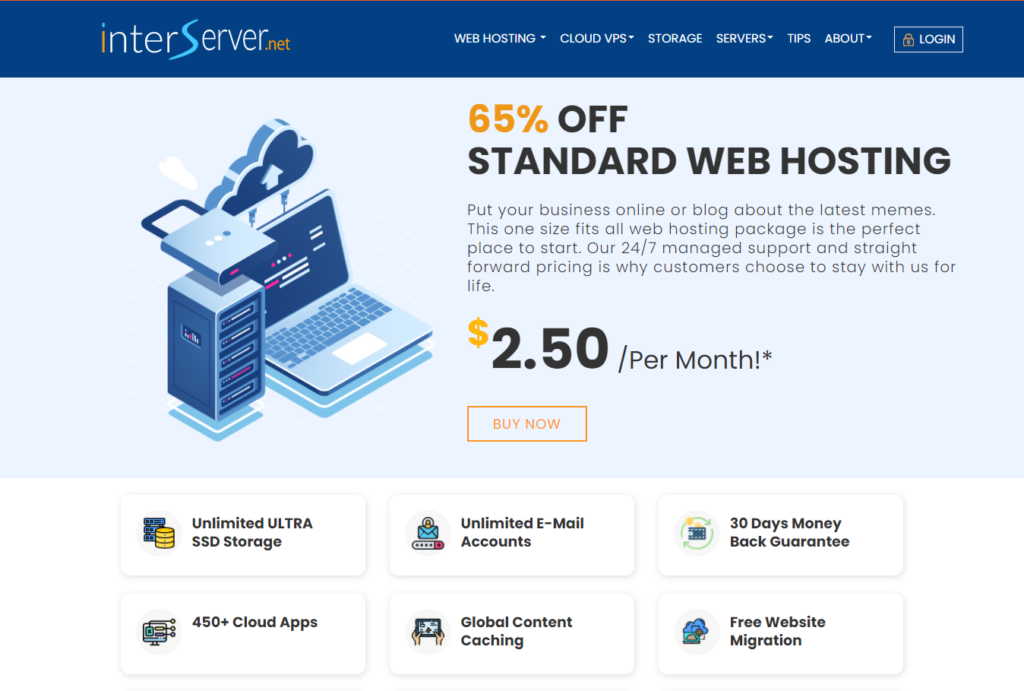 interServer.net
WEB HOSTING
CLOUD VPS
STORAGE
SERVERS
TIPS
ABOUT
LOGIN
65% OFF
STANDARD WEB HOSTING
Put your business online or blog about the latest memes.
This one size fits all web hosting package is the perfect
place to start. Our 24/7 managed support and straight
forward pricing is why customers choose to stay with us for
life.
$2.50 /Per Month!*
BUY NOW
Unlimited ULTRA
SSD Storage
Unlimited E-Mail
Accounts
30 Days Money
Back Guarantee
450+ Cloud Apps
Global Content
Caching
Free Website
Migration